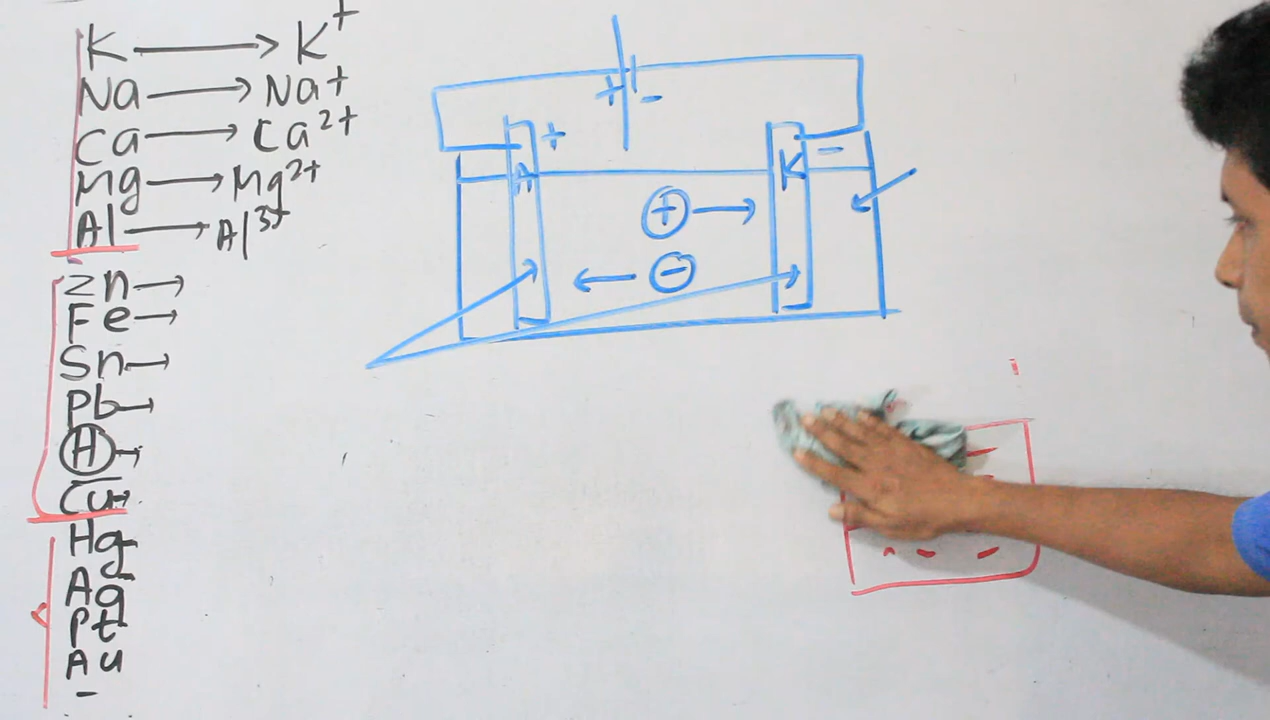 K → K⁺
Na → Na+
Ca → Ca²⁺
Mg → Mg²⁺
Al → Al³⁺
Zn →
Fe →
Sn →
Pb →
H →
Cu →
Hg
Ag
Pt
Au
-
+ -
+
-
A
K
+ →
← -